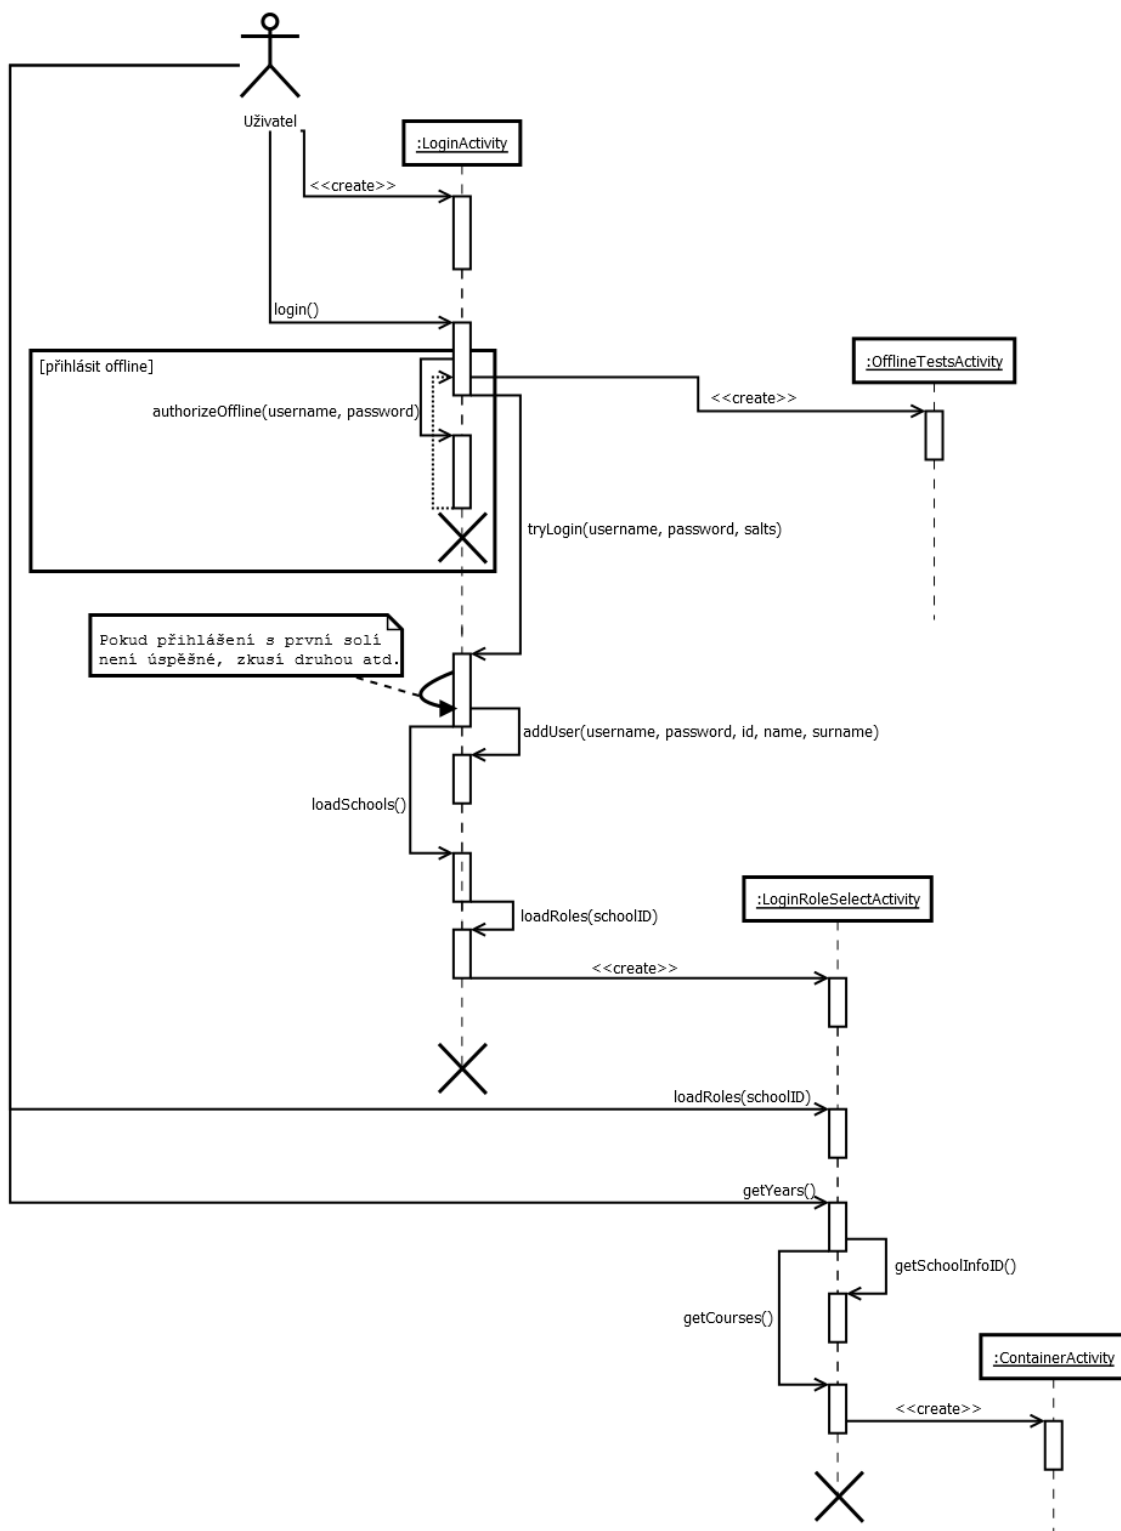 Uživatel
:LoginActivity
<<create>>
login()
[přihlásit offline]
:OfflineTestsActivity
<<create>>
authorizeOffline(username, password)
tryLogin(username, password, salts)
Pokud přihlášení s první solí
není úspěšné, zkusí druhou atd.
addUser(username, password, id, name, surname)
loadSchools()
:LoginRoleSelectActivity
loadRoles(schoolID)
<<create>>
loadRoles(schoolID)
getYears()
getSchoolInfoID()
getCourses()
:ContainerActivity
<<create>>